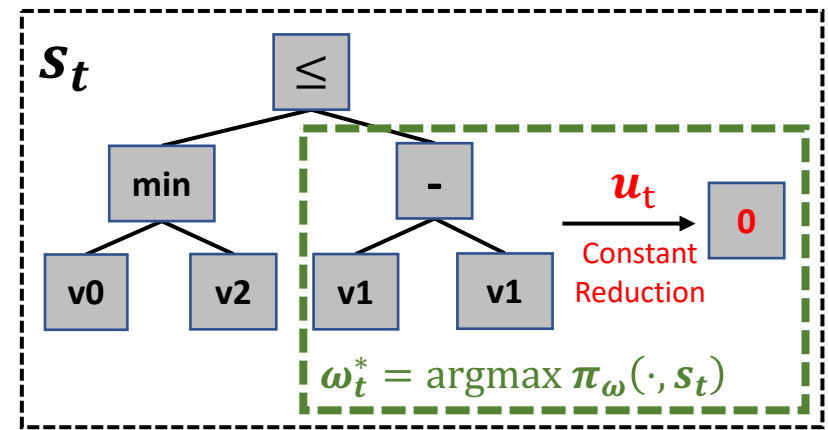 s_t
≤
min
-
v0
v2
v1
v1
u_t
Constant
Reduction
0
ω_t^* = argmax π_ω(·, s_t)